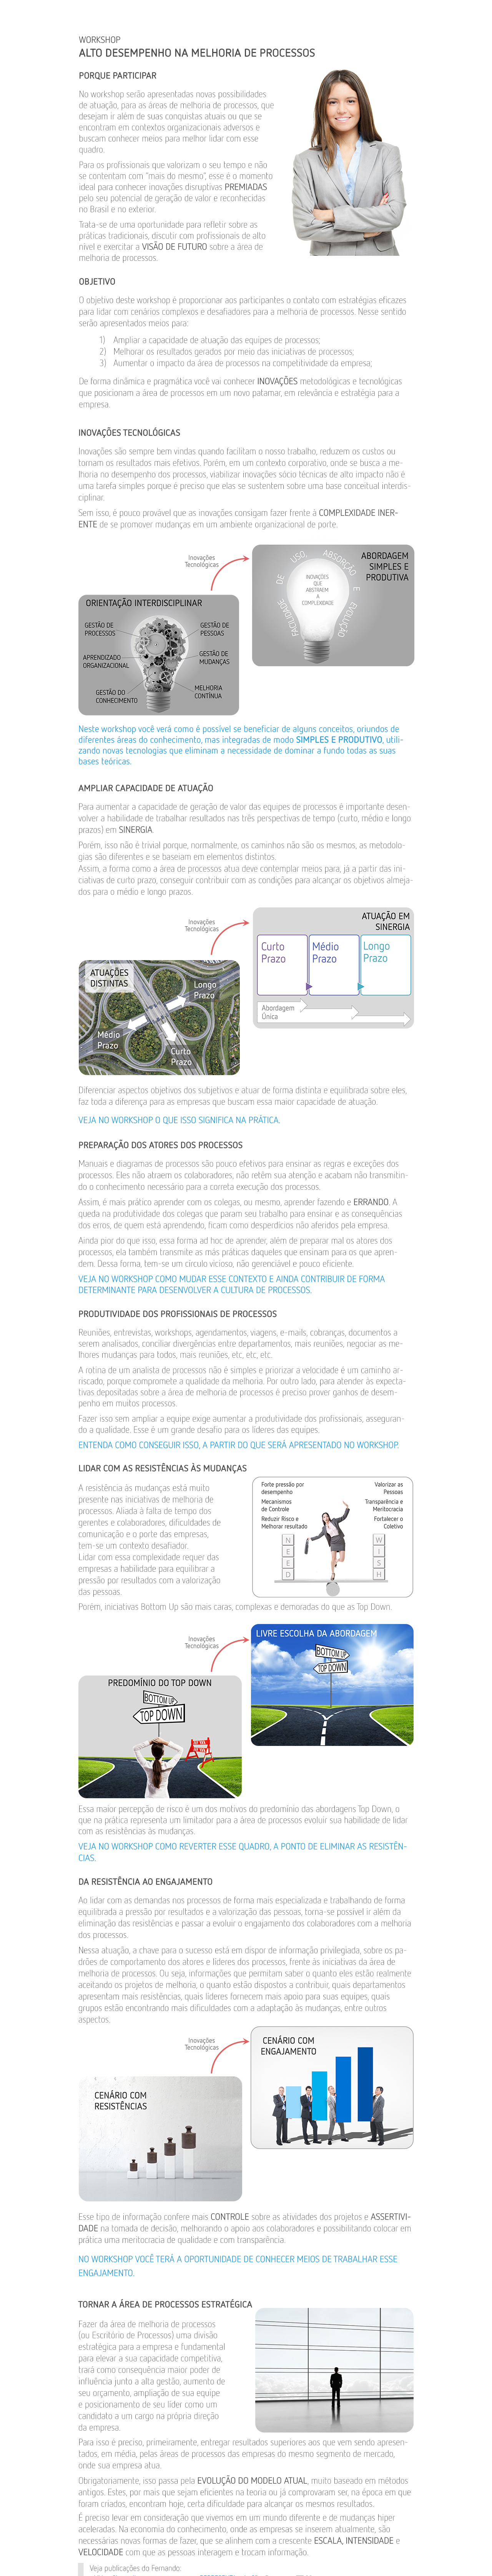 WORKSHOP
ALTO DESEMPENHO NA MELHORIA DE PROCESSOS
PORQUE PARTICIPAR
No workshop serão apresentadas novas possibilidades
de atuação, para as áreas de melhoria de processos, que
desejam ir além de suas conquistas atuais ou que se
encontram em contextos organizacionais adversos e
buscam conhecer meios para melhor lidar com esse
quadro.
Para os profissionais que valorizam o seu tempo e não
se contentam com "mais do mesmo", esse é o momento
ideal para conhecer inovações disruptivas PREMIADAS
pelo seu potencial de geração de valor e reconhecidas
no Brasil e no exterior.
Trata-se de uma oportunidade para refletir sobre as
práticas tradicionais, discutir com profissionais de alto
nível e exercitar a VISÃO DE FUTURO sobre a área de
melhoria de processos.
OBJETIVO
O objetivo deste workshop é proporcionar aos participantes o contato com estratégias eficazes
para lidar com cenários complexos e desafiadores para a melhoria de processos. Nesse sentido
serão apresentados meios para:
1) Ampliar a capacidade de atuação das equipes de processos;
2) Melhorar os resultados gerados por meio das iniciativas de processos;
3) Aumentar o impacto da área de processos na competitividade da empresa;
De forma dinâmica e pragmática você vai conhecer INOVAÇÕES metodológicas e tecnológicas
que posicionam a área de processos em um novo patamar, em relevância e estratégia para a
empresa.
INOVAÇÕES TECNOLÓGICAS
Inovações são sempre bem vindas quando facilitam o nosso trabalho, reduzem os custos ou
tornam os resultados mais efetivos. Porém, em um contexto corporativo, onde se busca a me-
lhoria no desempenho dos processos, viabilizar inovações sócio técnicas de alto impacto não é
uma tarefa simples porque é preciso que elas se sustentem sobre uma base conceitual interdis-
ciplinar.
Sem isso, é pouco provável que as inovações consigam fazer frente à COMPLEXIDADE INER-
ENTE de se promover mudanças em um ambiente organizacional de porte.
Inovações
Tecnológicas
ABORDAGEM
SIMPLES E
PRODUTIVA
FACILIDADE DE USO, ABSORÇÃO E EVOLUÇÃO
INOVAÇÕES
QUE
ABSTRAEM
A
COMPLEXIDADE
ORIENTAÇÃO INTERDISCIPLINAR
GESTÃO DE
PROCESSOS
GESTÃO DE
PESSOAS
APRENDIZADO
ORGANIZACIONAL
GESTÃO DE
MUDANÇAS
GESTÃO DO
CONHECIMENTO
MELHORIA
CONTÍNUA
Neste workshop você verá como é possível se beneficiar de alguns conceitos, oriundos de
diferentes áreas do conhecimento, mas integradas de modo SIMPLES E PRODUTIVO, utili-
zando novas tecnologias que eliminam a necessidade de dominar a fundo todas as suas
bases teóricas.
AMPLIAR CAPACIDADE DE ATUAÇÃO
Para aumentar a capacidade de geração de valor das equipes de processos é importante desen-
volver a habilidade de trabalhar resultados nas três perspectivas de tempo (curto, médio e longo
prazos) em SINERGIA.
Porém, isso não é trivial porque, normalmente, os caminhos não são os mesmos, as metodolo-
gias são diferentes e se baseiam em elementos distintos.
Assim, a forma como a área de processos atua deve contemplar meios para, já a partir das ini-
ciativas de curto prazo, conseguir contribuir com as condições para alcançar os objetivos almeja-
dos para o médio e longo prazos.
Inovações
Tecnológicas
ATUAÇÃO EM
SINERGIA
Curto
Prazo
Médio
Prazo
Longo
Prazo
Abordagem
Única
ATUAÇÕES
DISTINTAS
Longo
Prazo
Médio
Prazo
Curto
Prazo
Diferenciar aspectos objetivos dos subjetivos e atuar de forma distinta e equilibrada sobre eles,
faz toda a diferença para as empresas que buscam essa maior capacidade de atuação.
VEJA NO WORKSHOP O QUE ISSO SIGNIFICA NA PRÁTICA.
PREPARAÇÃO DOS ATORES DOS PROCESSOS
Manuais e diagramas de processos são pouco efetivos para ensinar as regras e exceções dos
processos. Eles não atraem os colaboradores, não retêm sua atenção e acabam não transmitin-
do o conhecimento necessário para a correta execução dos processos.
Assim, é mais prático aprender com os colegas, ou mesmo, aprender fazendo e ERRANDO. A
queda na produtividade dos colegas que param seu trabalho para ensinar e as consequências
dos erros, de quem está aprendendo, ficam como desperdícios não aferidos pela empresa.
Ainda pior do que isso, essa forma ad hoc de aprender, além de preparar mal os atores dos
processos, ela também transmite as más práticas daqueles que ensinam para os que apren-
dem. Dessa forma, tem-se um círculo vicioso, não gerenciável e pouco eficiente.
VEJA NO WORKSHOP COMO MUDAR ESSE CONTEXTO E AINDA CONTRIBUIR DE FORMA
DETERMINANTE PARA DESENVOLVER A CULTURA DE PROCESSOS.
PRODUTIVIDADE DOS PROFISSIONAIS DE PROCESSOS
Reuniões, entrevistas, workshops, agendamentos, viagens, e-mails, cobranças, documentos a
serem analisados, conciliar divergências entre departamentos, mais reuniões, negociar as me-
lhores mudanças para todos, mais reuniões, etc, etc, etc.
A rotina de um analista de processos não é simples e priorizar a velocidade é um caminho ar-
riscado, porque compromete a qualidade da melhoria. Por outro lado, para atender às expecta-
tivas depositadas sobre a área de melhoria de processos é preciso prover ganhos de desem-
penho em muitos processos.
Fazer isso sem ampliar a equipe exige aumentar a produtividade dos profissionais, asseguran-
do a qualidade. Esse é um grande desafio para os líderes das equipes.
ENTENDA COMO CONSEGUIR ISSO, A PARTIR DO QUE SERÁ APRESENTADO NO WORKSHOP.
LIDAR COM AS RESISTÊNCIAS ÀS MUDANÇAS
A resistência às mudanças está muito
presente nas iniciativas de melhoria de
processos. Aliada à falta de tempo dos
gerentes e colaboradores, dificuldades de
comunicação e o porte das empresas,
tem-se um contexto desafiador.
Lidar com essa complexidade requer das
empresas a habilidade para equilibrar a
pressão por resultados com a valorização
das pessoas.
Forte pressão por
desempenho
Mecanismos
de Controle
Reduzir Risco e
Melhorar resultado
Valorizar as
Pessoas
Transparência e
Meritocracia
Fortalecer o
Coletivo
N
E
E
D
W
I
S
H
Porém, iniciativas Bottom Up são mais caras, complexas e demoradas do que as Top Down.
Inovações
Tecnológicas
LIVRE ESCOLHA DA ABORDAGEM
BOTTOM UP
TOP DOWN
PREDOMÍNIO DO TOP DOWN
BOTTOM UP
TOP DOWN
Essa maior percepção de risco é um dos motivos do predomínio das abordagens Top Down, o
que na prática representa um limitador para a área de processos evoluir sua habilidade de lidar
com as resistências às mudanças.
VEJA NO WORKSHOP COMO REVERTER ESSE QUADRO, A PONTO DE ELIMINAR AS RESISTÊN-
CIAS.
DA RESISTÊNCIA AO ENGAJAMENTO
Ao lidar com as demandas nos processos de forma mais especializada e trabalhando de forma
equilibrada a pressão por resultados e a valorização das pessoas, torna-se possível ir além da
eliminação das resistências e passar a evoluir o engajamento dos colaboradores com a melhoria
dos processos.
Nessa atuação, a chave para o sucesso está em dispor de informação privilegiada, sobre os pa-
drões de comportamento dos atores e líderes dos processos, frente às iniciativas da área de
melhoria de processos. Ou seja, informações que permitam saber o quanto eles estão realmente
aceitando os projetos de melhoria, o quanto estão dispostos a contribuir, quais departamentos
apresentam mais resistências, quais líderes fornecem mais apoio para suas equipes, quais
grupos estão encontrando mais dificuldades com a adaptação às mudanças, entre outros
aspectos.
Inovações
Tecnológicas
CENÁRIO COM
ENGAJAMENTO
CENÁRIO COM
RESISTÊNCIAS
Esse tipo de informação confere mais CONTROLE sobre as atividades dos projetos e ASSERTIVI-
DADE na tomada de decisão, melhorando o apoio aos colaboradores e possibilitando colocar em
prática uma meritocracia de qualidade e com transparência.
NO WORKSHOP VOCÊ TERÁ A OPORTUNIDADE DE CONHECER MEIOS DE TRABALHAR ESSE
ENGAJAMENTO.
TORNAR A ÁREA DE PROCESSOS ESTRATÉGICA
Fazer da área de melhoria de processos
(ou Escritório de Processos) uma divisão
estratégica para a empresa e fundamental
para elevar a sua capacidade competitiva,
trará como consequência maior poder de
influência junto a alta gestão, aumento de
seu orçamento, ampliação de sua equipe
e posicionamento de seu líder como um
candidato a um cargo na própria direção
da empresa.
Para isso é preciso, primeiramente, entregar resultados superiores aos que vem sendo apresen-
tados, em média, pelas áreas de processos das empresas do mesmo segmento de mercado,
onde sua empresa atua.
Obrigatoriamente, isso passa pela EVOLUÇÃO DO MODELO ATUAL, muito baseado em métodos
antigos. Estes, por mais que sejam eficientes na teoria ou já comprovaram ser, na época em que
foram criados, encontram hoje, certa dificuldade para alcançar os mesmos resultados.
É preciso levar em consideração que vivemos em um mundo diferente e de mudanças hiper
aceleradas. Na economia do conhecimento, onde as empresas se inserem atualmente, são
necessárias novas formas de fazer, que se alinhem com a crescente ESCALA, INTENSIDADE e
VELOCIDADE com que as pessoas interagem e trocam informação.
Veja publicações do Fernando: